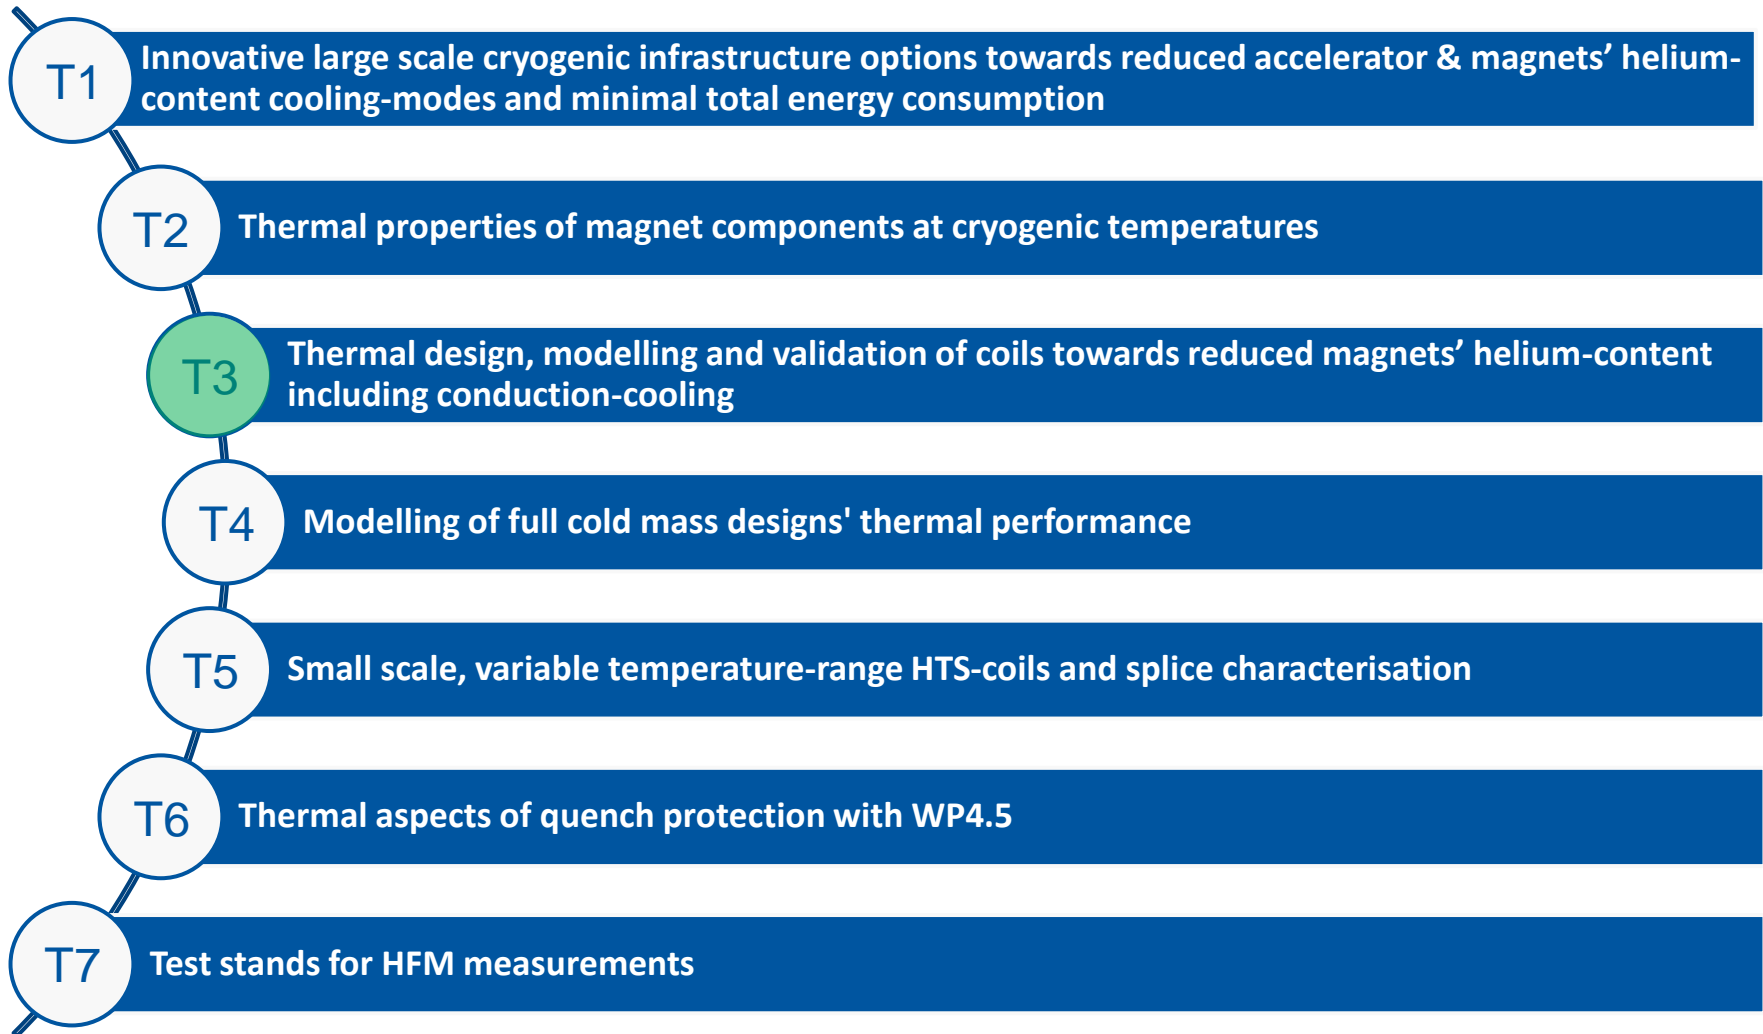 T1
Innovative large scale cryogenic infrastructure options towards reduced accelerator & magnets’ helium-
content cooling-modes and minimal total energy consumption
T2
Thermal properties of magnet components at cryogenic temperatures
T3
Thermal design, modelling and validation of coils towards reduced magnets’ helium-content
including conduction-cooling
T4
Modelling of full cold mass designs' thermal performance
T5
Small scale, variable temperature-range HTS-coils and splice characterisation
T6
Thermal aspects of quench protection with WP4.5
T7
Test stands for HFM measurements